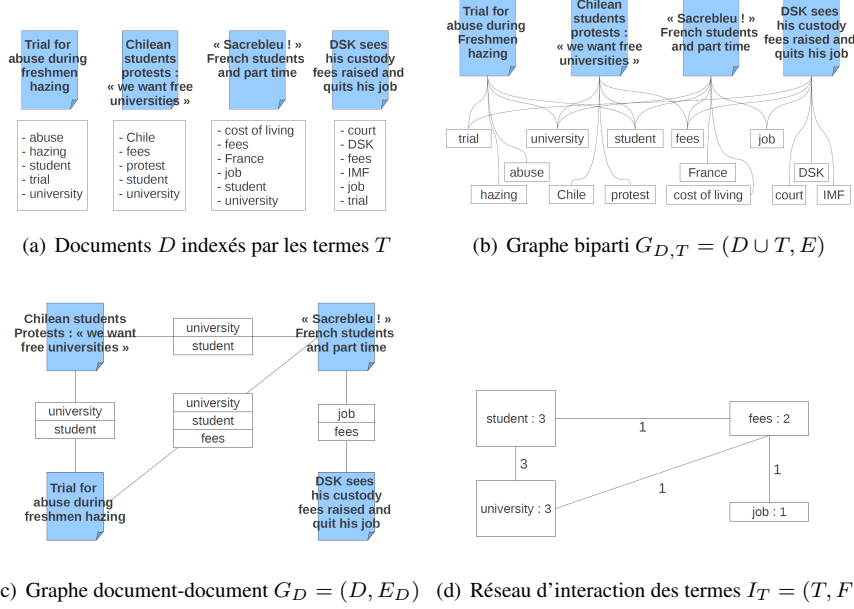 Trial for
abuse during
freshmen
hazing
Chilean
students
protests :
« we want free
universities »
« Sacrebleu ! »
French students
and part time
DSK sees
his custody
fees raised and
quits his job
- abuse
- hazing
- student
- trial
- university
- Chile
- fees
- protest
- student
- university
- cost of living
- fees
- France
- job
- student
- university
- court
- DSK
- fees
- IMF
- job
- trial
(a) Documents D indexés par les termes T
Trial for
abuse during
Freshmen
hazing
Chilean
students
protests :
« we want free
universities »
« Sacrebleu ! »
French students
and part time
DSK sees
his custody
fees raised and
quits his job
trial
university
student
fees
job
abuse
France
DSK
hazing
Chile
protest
cost of living
court
IMF
(b) Graphe biparti G_{D,T} = (D ∪ T, E)
Chilean students
Protests : « we want
free universities »
university
student
« Sacrebleu ! »
French students
and part time
university
student
university
student
fees
job
fees
Trial for
abuse during
freshmen hazing
DSK sees
his custody
fees raised and
quit his job
c) Graphe document-document G_D = (D, E_D)
student : 3
1
fees : 2
3
1
1
university : 3
job : 1
(d) Réseau d'interaction des termes I_T = (T, F